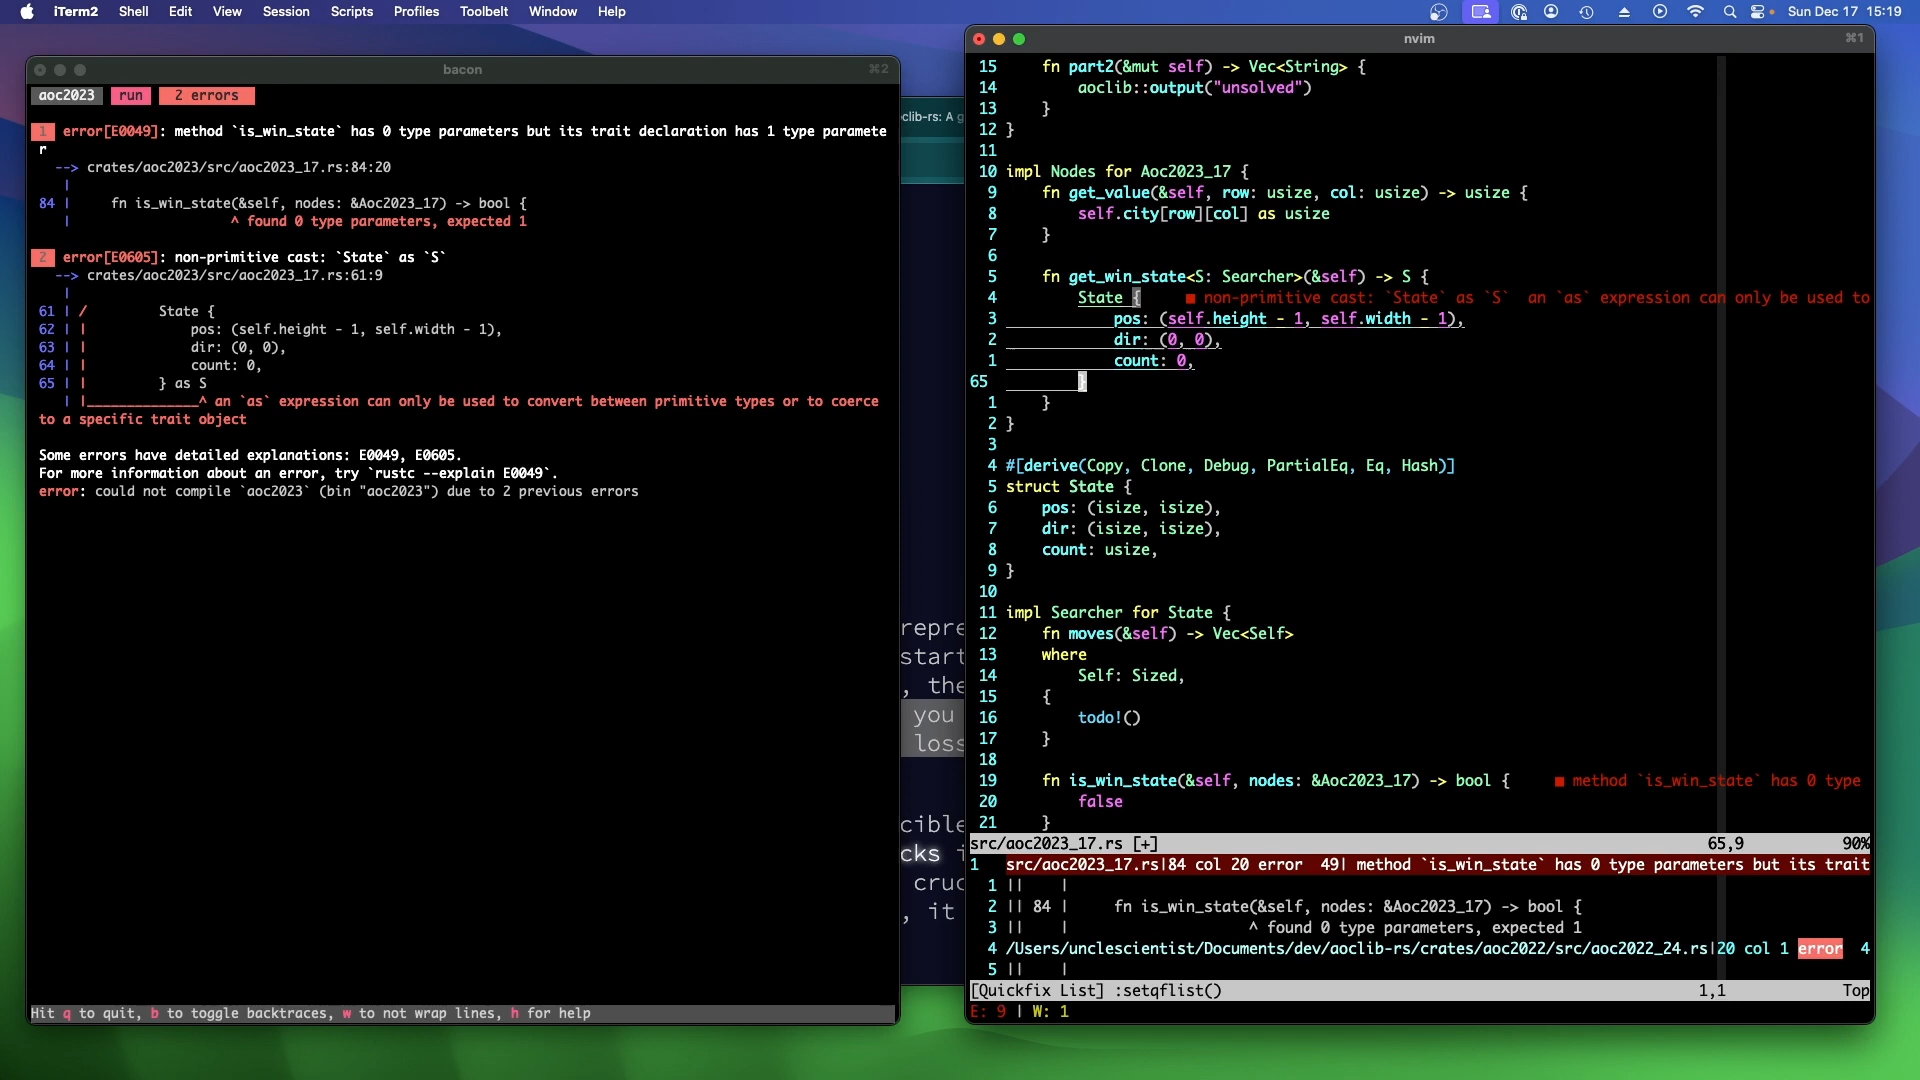 iTerm2 Shell Edit View Session Scripts Profiles Toolbelt Window Help Sun Dec 17 15:19
bacon ⌘2
aoc2023 run 2 errors
1 error[E0049]: method `is_win_state` has 0 type parameters but its trait declaration has 1 type paramete
r
--> crates/aoc2023/src/aoc2023_17.rs:84:20
|
84 | fn is_win_state(&self, nodes: &Aoc2023_17) -> bool {
| ^ found 0 type parameters, expected 1
2 error[E0605]: non-primitive cast: `State` as `S`
--> crates/aoc2023/src/aoc2023_17.rs:61:9
|
61 | / State {
62 | | pos: (self.height - 1, self.width - 1),
63 | | dir: (0, 0),
64 | | count: 0,
65 | | } as S
| |______________^ an `as` expression can only be used to convert between primitive types or to coerce
to a specific trait object
Some errors have detailed explanations: E0049, E0605.
For more information about an error, try `rustc --explain E0049`.
error: could not compile `aoc2023` (bin "aoc2023") due to 2 previous errors
Hit q to quit, b to toggle backtraces, w to not wrap lines, h for help
clib-rs: A g
repre
start
, the
you
loss
cible
cks i
cruc
, it
nvim ⌘1
15 fn part2(&mut self) -> Vec<String> {
14 aoclib::output("unsolved")
13 }
12 }
11
10 impl Nodes for Aoc2023_17 {
9 fn get_value(&self, row: usize, col: usize) -> usize {
8 self.city[row][col] as usize
7 }
6
5 fn get_win_state<S: Searcher>(&self) -> S {
4 State { ■ non-primitive cast: `State` as `S` an `as` expression can only be used to
3 pos: (self.height - 1, self.width - 1),
2 dir: (0, 0),
1 count: 0,
65 }
1 }
2 }
3
4 #[derive(Copy, Clone, Debug, PartialEq, Eq, Hash)]
5 struct State {
6 pos: (isize, isize),
7 dir: (isize, isize),
8 count: usize,
9 }
10
11 impl Searcher for State {
12 fn moves(&self) -> Vec<Self>
13 where
14 Self: Sized,
15 {
16 todo!()
17 }
18
19 fn is_win_state(&self, nodes: &Aoc2023_17) -> bool { ■ method `is_win_state` has 0 type
20 false
21 }
src/aoc2023_17.rs [+] 65,9 90%
1 src/aoc2023_17.rs|84 col 20 error 49| method `is_win_state` has 0 type parameters but its trait
1 || |
2 || 84 | fn is_win_state(&self, nodes: &Aoc2023_17) -> bool {
3 || | ^ found 0 type parameters, expected 1
4 /Users/unclescientist/Documents/dev/aoclib-rs/crates/aoc2022/src/aoc2022_24.rs|20 col 1 error 4
5 || |
[Quickfix List] :setqflist() 1,1 Top
E: 9 | W: 1